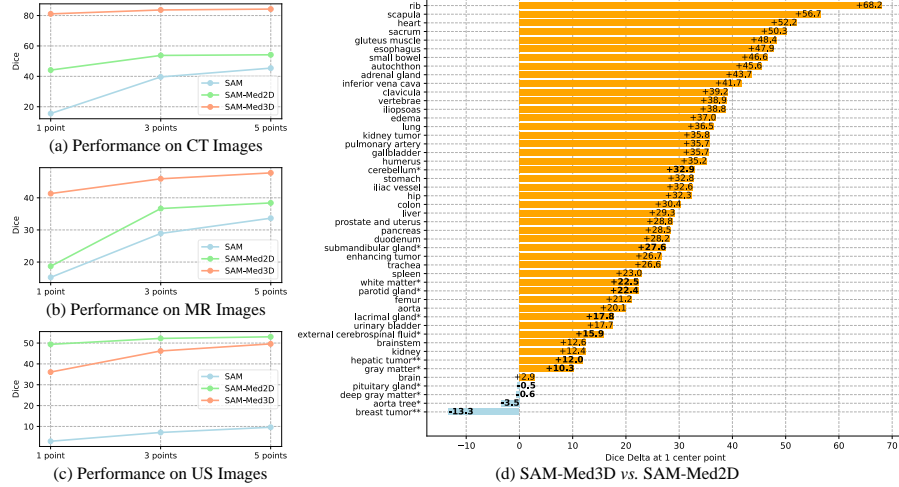 80
60
40
20
Dice
SAM
SAM-Med2D
SAM-Med3D
1 point
3 points
5 points
(a) Performance on CT Images
40
30
20
Dice
SAM
SAM-Med2D
SAM-Med3D
1 point
3 points
5 points
(b) Performance on MR Images
50
40
30
20
10
Dice
SAM
SAM-Med2D
SAM-Med3D
1 point
3 points
5 points
(c) Performance on US Images
rib +68.2
scapula +56.7
heart +52.2
sacrum +50.3
gluteus muscle +48.4
esophagus +47.9
small bowel +46.6
autochthon +45.6
adrenal gland +43.7
inferior vena cava +41.7
clavicula +39.2
vertebrae +38.9
iliopsoas +38.8
edema +37.0
lung +36.5
kidney tumor +35.8
pulmonary artery +35.7
gallbladder +35.7
humerus +35.2
cerebellum* +32.9
stomach +32.8
iliac vessel +32.6
hip +32.3
colon +30.4
liver +29.3
prostate and uterus +28.8
pancreas +28.5
duodenum +28.2
submandibular gland* +27.6
enhancing tumor +26.7
trachea +26.6
spleen +23.0
white matter* +22.5
parotid gland* +22.4
femur +21.2
aorta +20.1
lacrimal gland* +17.8
urinary bladder +17.7
external cerebrospinal fluid* +15.9
brainstem +12.6
kidney +12.4
hepatic tumor** +12.0
gray matter* +10.3
brain +2.9
pituitary gland* -0.5
deep gray matter* -0.6
aorta tree* -3.5
breast tumor** -13.3
−10 0 10 20 30 40 50 60 70
Dice Delta at 1 center point
(d) SAM-Med3D vs. SAM-Med2D